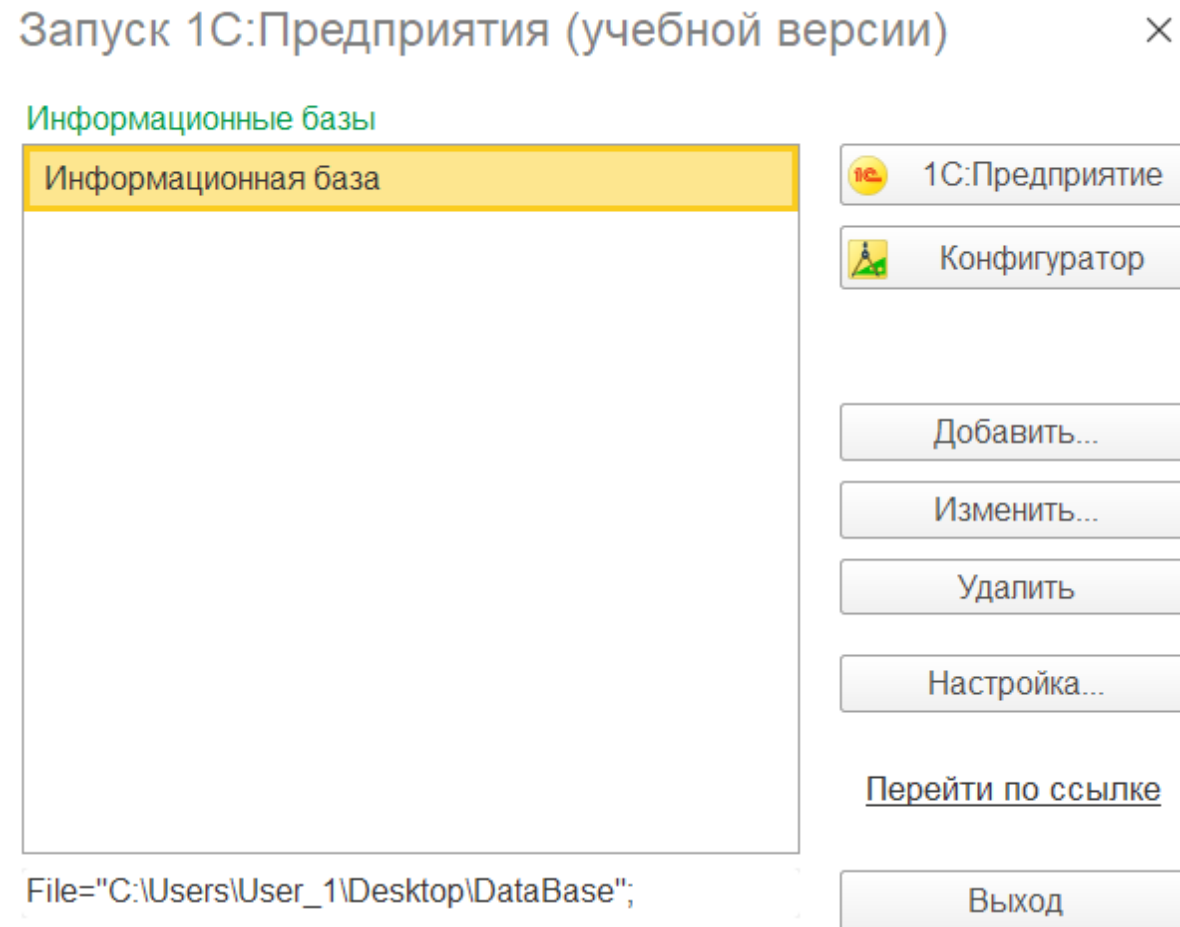 Запуск 1С:Предприятия (учебной версии)
Информационные базы
Информационная база
1С:Предприятие
Конфигуратор
Добавить...
Изменить...
Удалить
Настройка...
Перейти по ссылке
File="C:\Users\User_1\Desktop\DataBase";
Выход